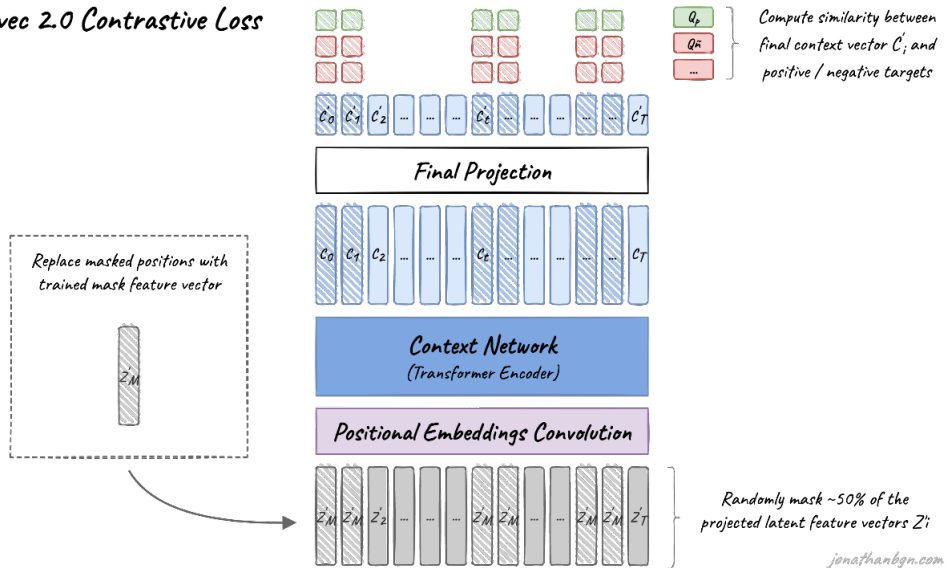 vec 2.0 Contrastive Loss
Qp
Qñ
...
Compute similarity between
final context vector C'i and
positive / negative targets
C'0 C'1 C'2 ... ... ... C't ... ... ... ... ... C'T
Final Projection
C0 C1 C2 ... ... ... Ct ... ... ... ... ... CT
Replace masked positions with
trained mask feature vector
Z'M
Context Network
(Transformer Encoder)
Positional Embeddings Convolution
Z'M Z'M Z'2 ... ... ... Z'M Z'M ... ... Z'M Z'M Z'T
Randomly mask ~50% of the
projected latent feature vectors Z'i
jonathanbgn.com